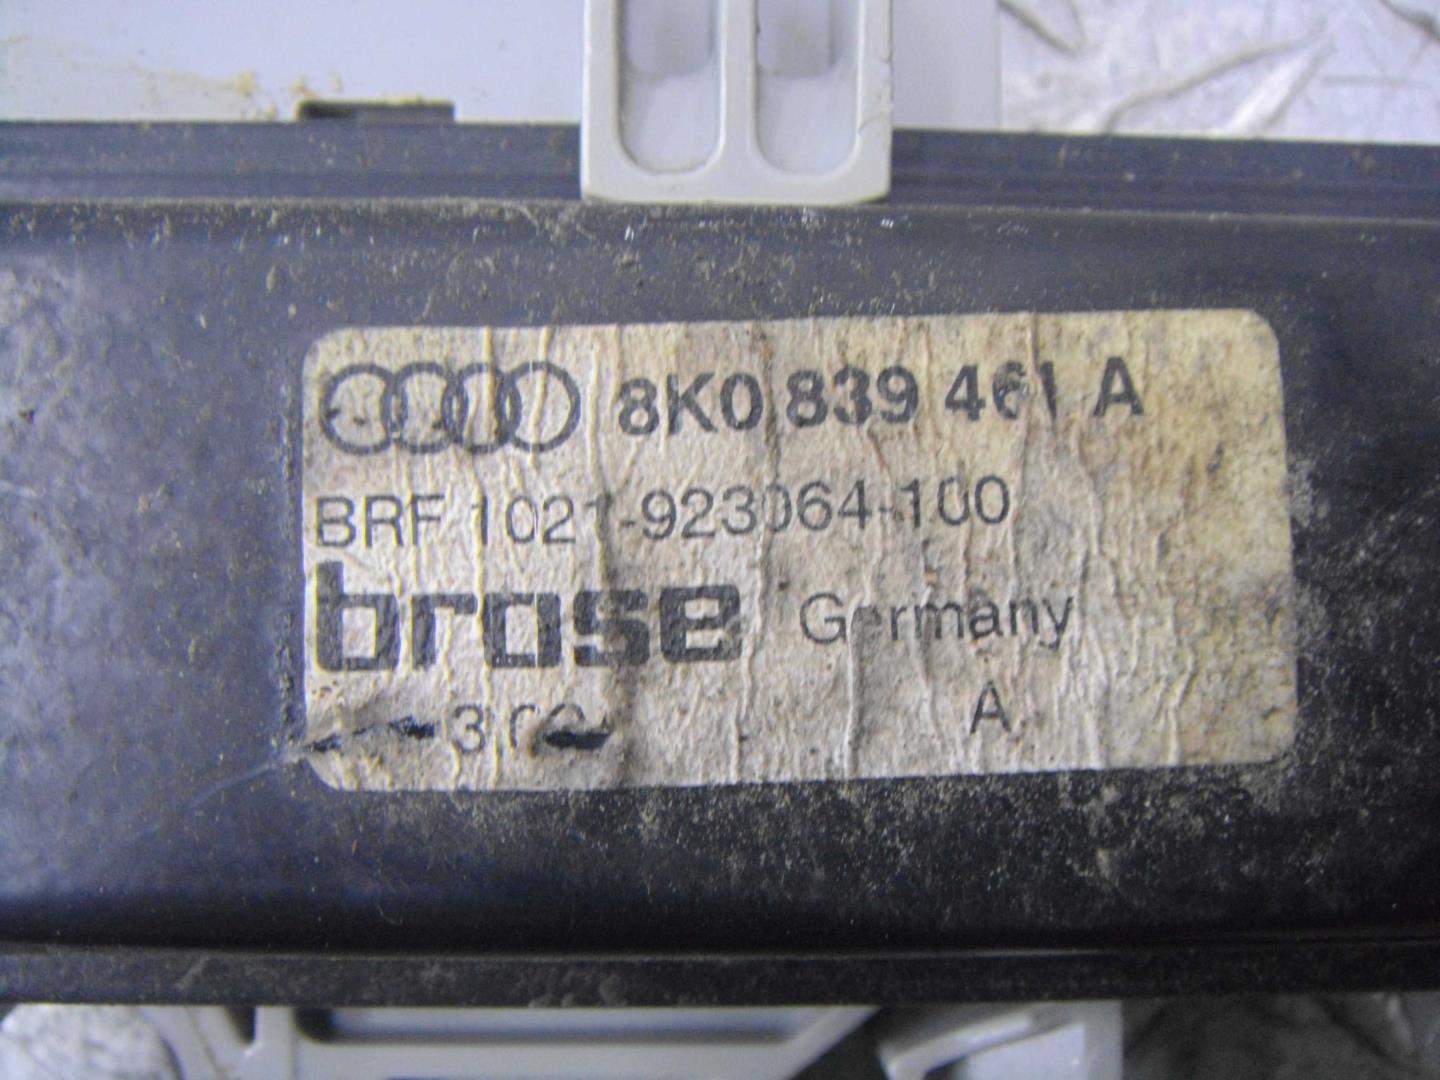 8K0 839 461 A
BRF 1021-923064-100
brose Germany
A